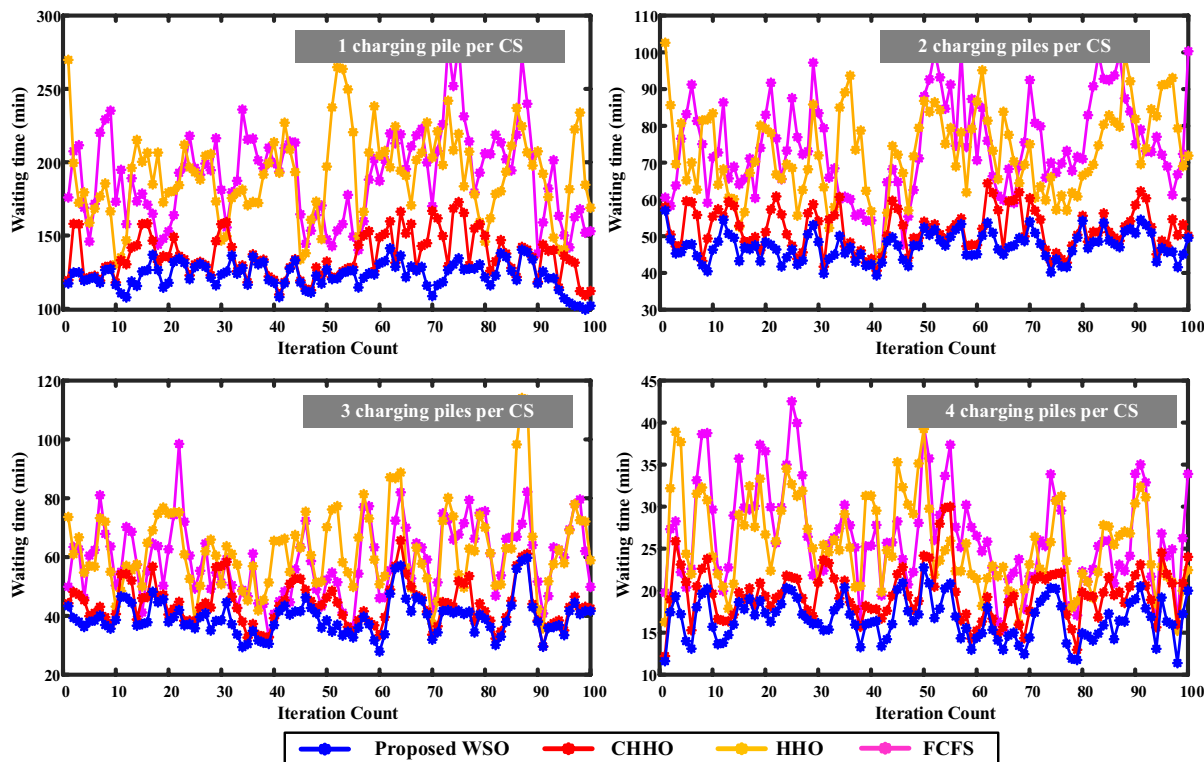 300
250
200
150
100
Waiting time (min)
1 charging pile per CS
0 10 20 30 40 50 60 70 80 90 100
Iteration Count
110
100
90
80
70
60
50
40
30
Waiting time (min)
2 charging piles per CS
0 10 20 30 40 50 60 70 80 90 100
Iteration Count
120
100
80
60
40
20
Waiting time (min)
3 charging piles per CS
0 10 20 30 40 50 60 70 80 90 100
Iteration Count
45
40
35
30
25
20
15
10
Waiting time (min)
4 charging piles per CS
0 10 20 30 40 50 60 70 80 90 100
Iteration Count
Proposed WSO CHHO HHO FCFS